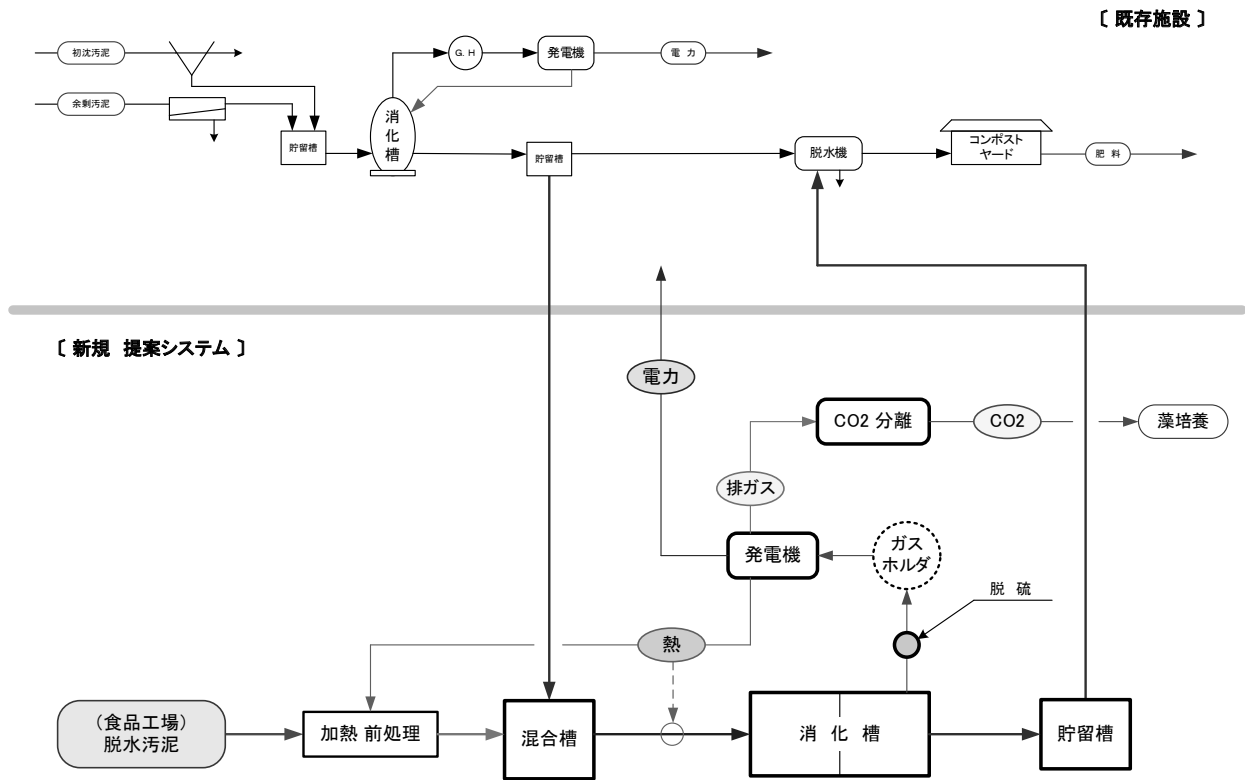 〔 既存施設 〕
初沈汚泥
余剰汚泥
貯留槽
消化槽
G. H
発電機
電 力
貯留槽
脱水機
コンポスト
ヤード
肥 料
〔 新規 提案システム 〕
電力
CO2 分離
CO2
藻培養
排ガス
発電機
ガス
ホルダ
脱 硫
熱
(食品工場)
脱水汚泥
加熱 前処理
混合槽
消 化 槽
貯留槽